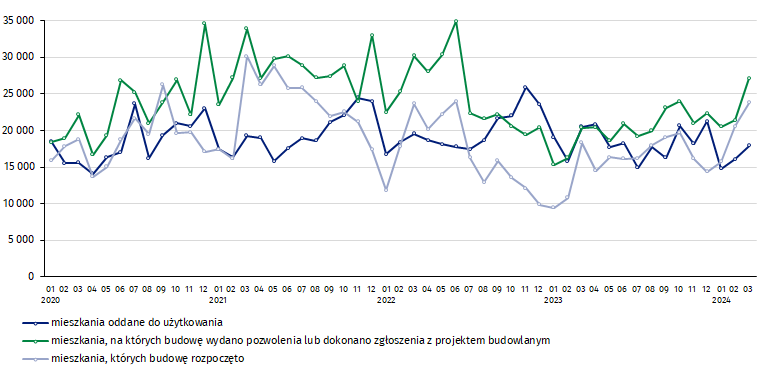 35 000
30 000
25 000
20 000
15 000
10 000
5 000
0
01 02 03 04 05 06 07 08 09 10 11 12 01 02 03 04 05 06 07 08 09 10 11 12 01 02 03 04 05 06 07 08 09 10 11 12 01 02 03 04 05 06 07 08 09 10 11 12 01 02 03
2020 2021 2022 2023 2024
mieszkania oddane do użytkowania
mieszkania, na których budowę wydano pozwolenia lub dokonano zgłoszenia z projektem budowlanym
mieszkania, których budowę rozpoczęto